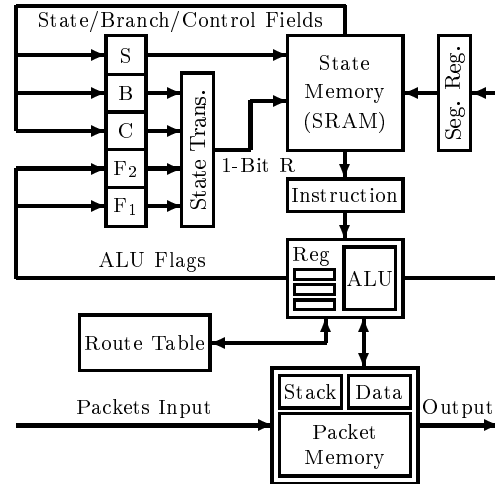 State/Branch/Control Fields
S
B
C
F2
F1
State Trans.
1-Bit R
State
Memory
(SRAM)
Seg. Reg.
Instruction
ALU Flags
Reg
ALU
Route Table
Packets Input
Stack
Data
Packet
Memory
Output